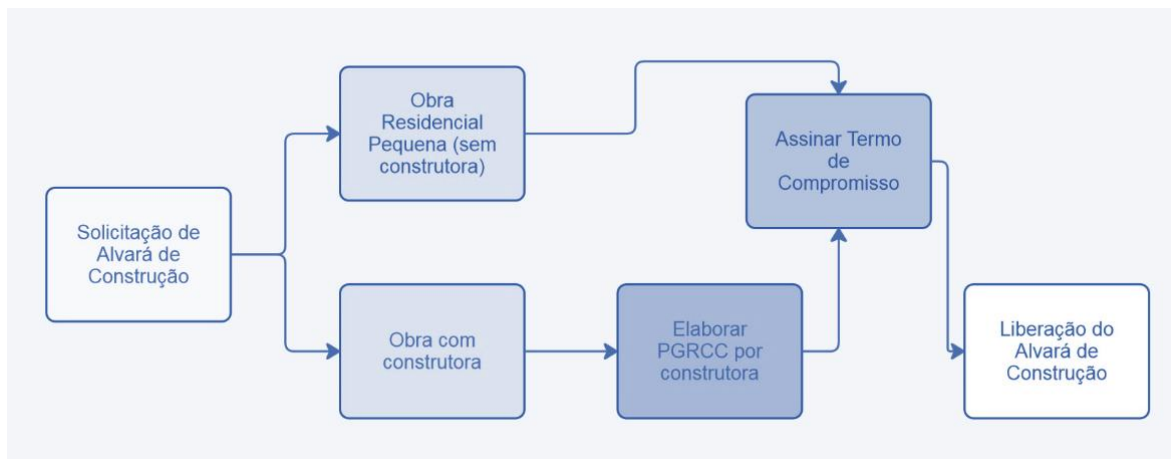 Obra
Residencial
Pequena (sem
construtora)
Assinar Termo
de
Compromisso
Solicitação de
Alvará de
Construção
Obra com
construtora
Elaborar
PGRCC por
construtora
Liberação do
Alvará de
Construção